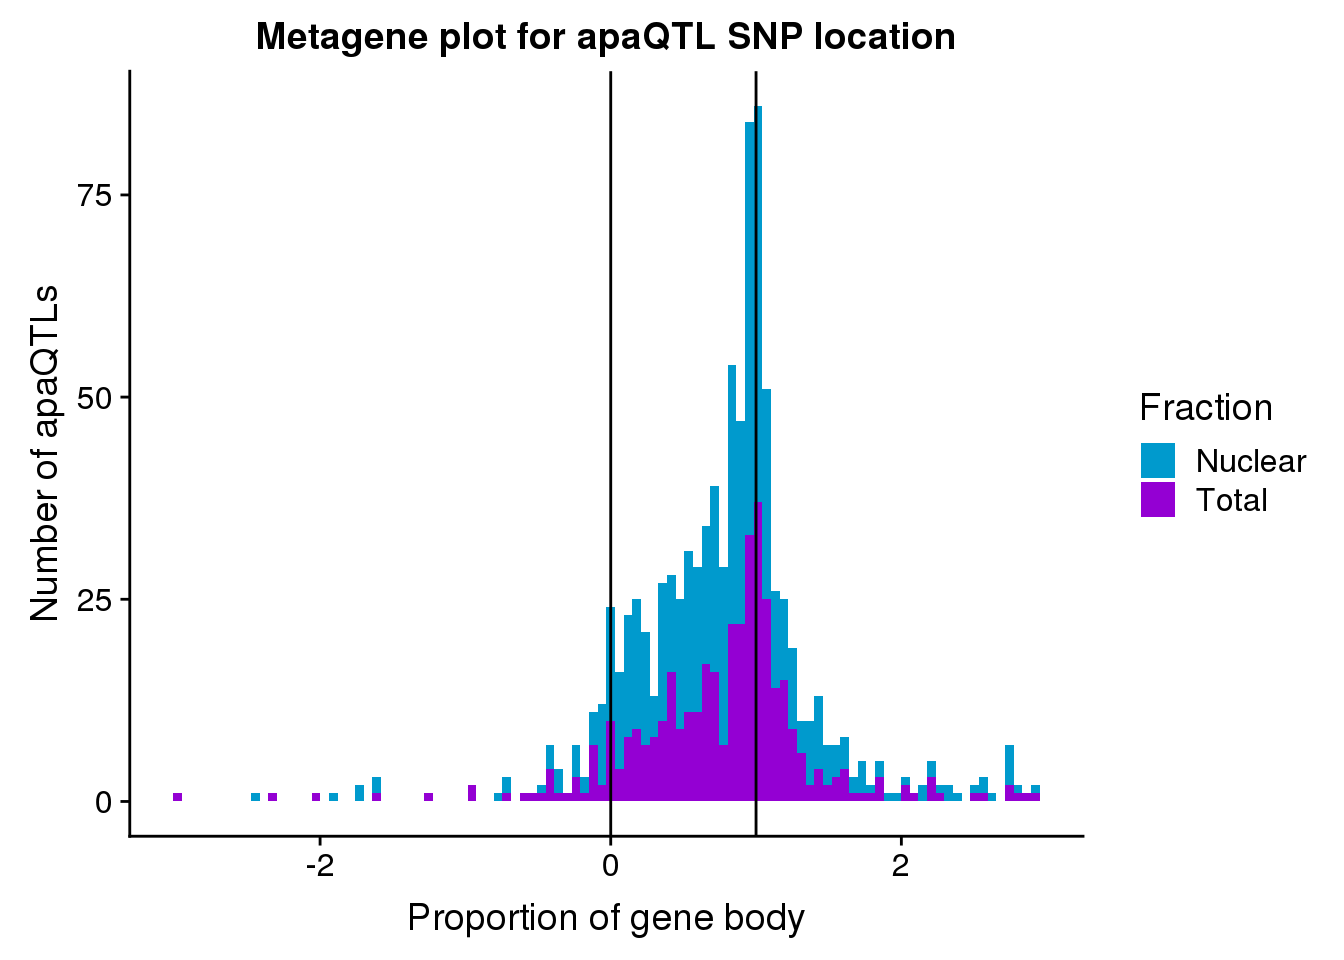 Metagene plot for apaQTL SNP location
Number of apaQTLs
75
50
25
0
-2
0
2
Proportion of gene body
Fraction
Nuclear
Total